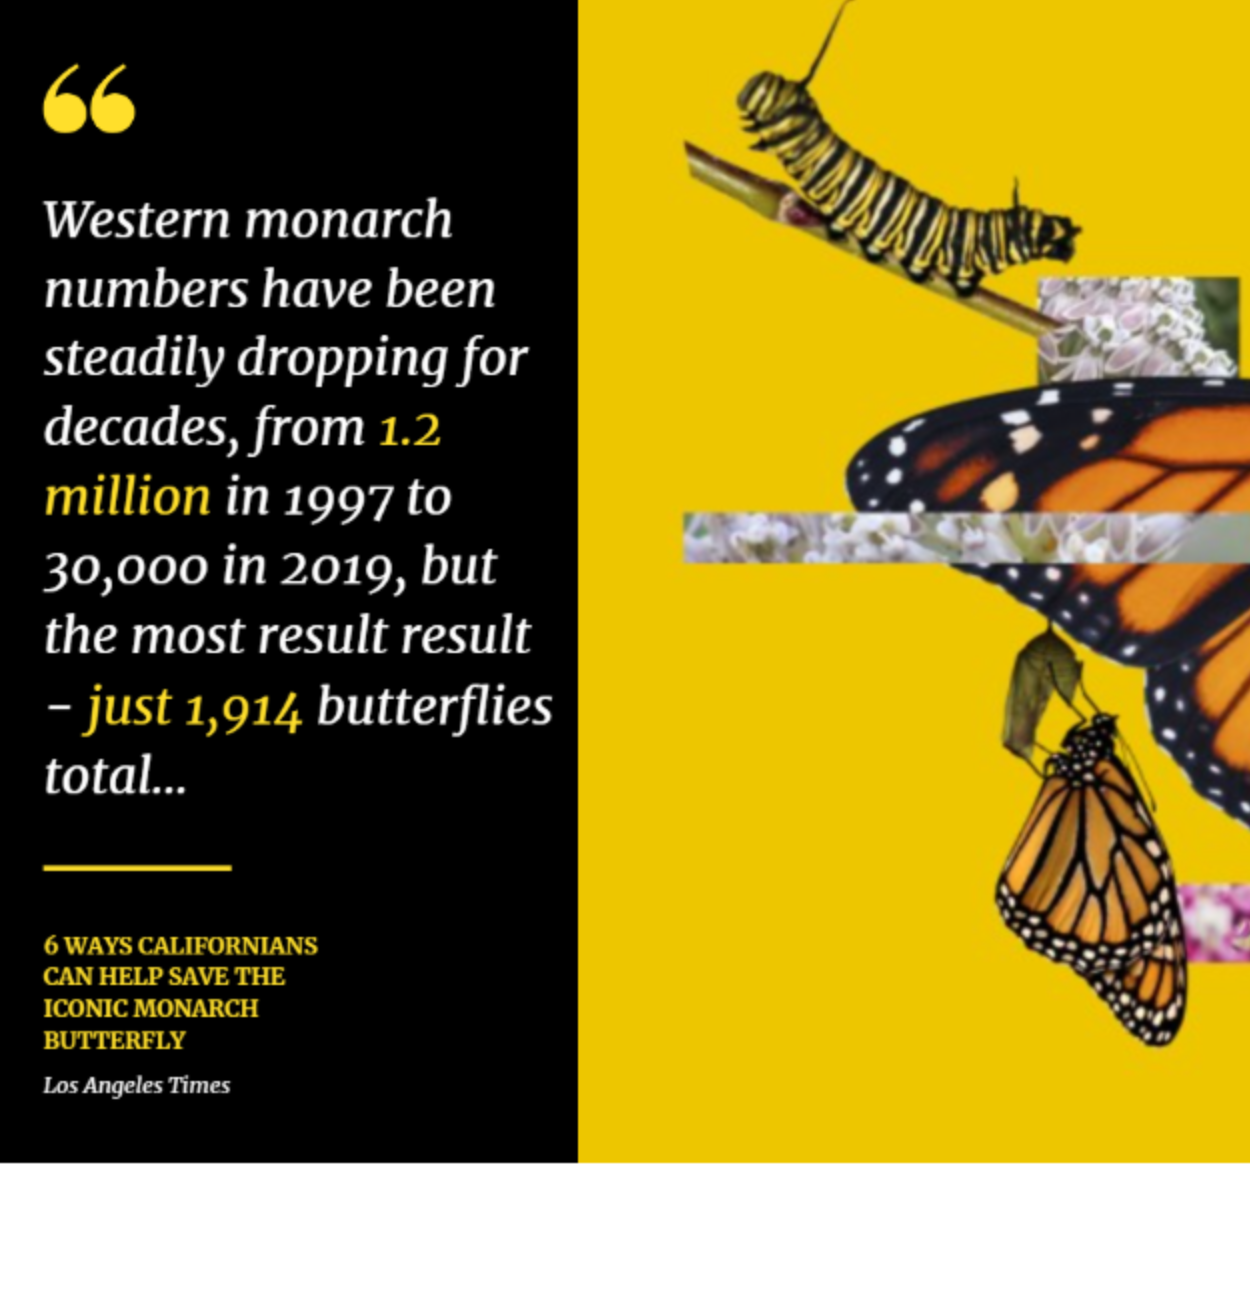 “
Western monarch
numbers have been
steadily dropping for
decades, from 1.2
million in 1997 to
30,000 in 2019, but
the most result result
– just 1,914 butterflies
total...
6 WAYS CALIFORNIANS
CAN HELP SAVE THE
ICONIC MONARCH
BUTTERFLY
Los Angeles Times